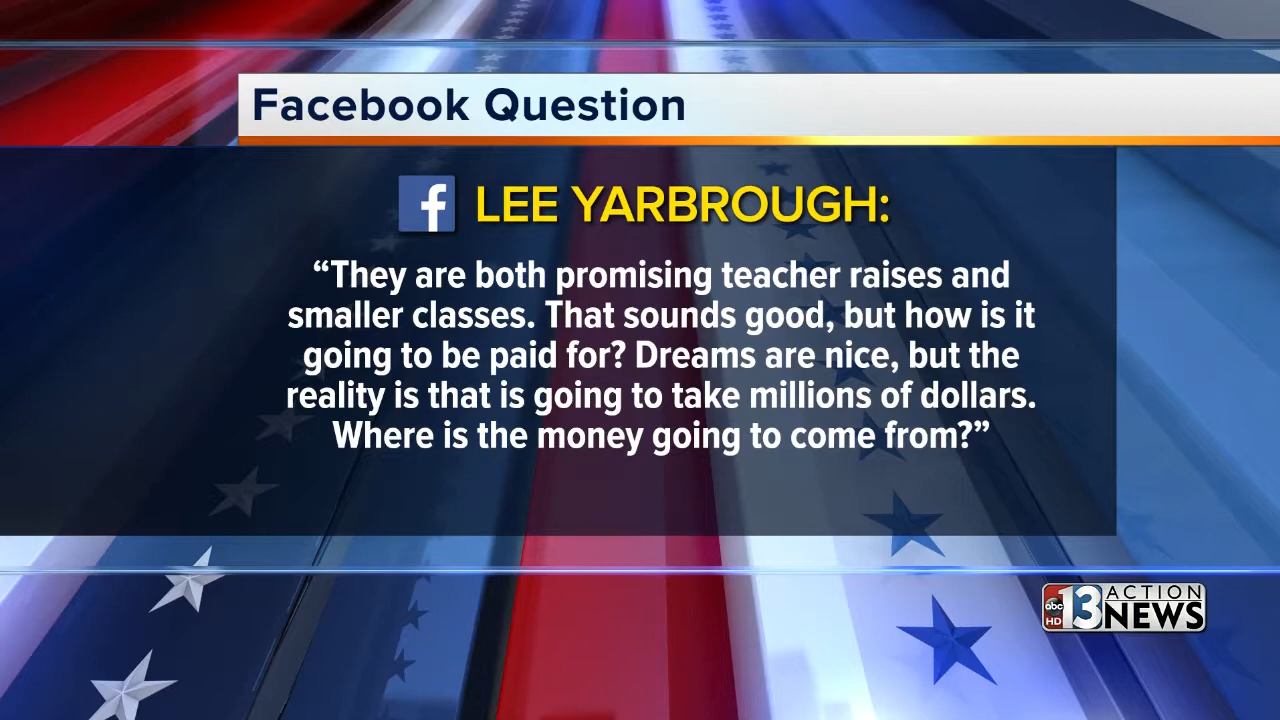 Facebook Question
f LEE YARBROUGH:
“They are both promising teacher raises and
smaller classes. That sounds good, but how is it
going to be paid for? Dreams are nice, but the
reality is that is going to take millions of dollars.
Where is the money going to come from?”
abc HD 13 ACTION NEWS